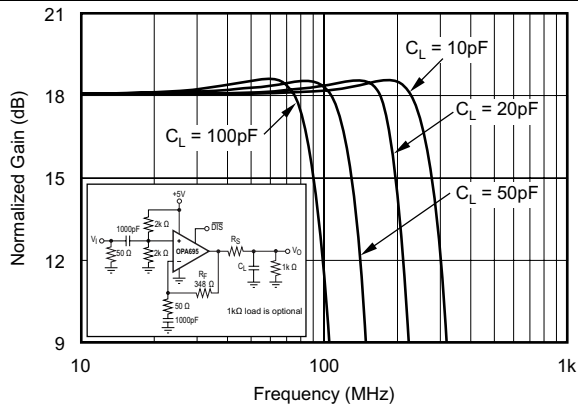 21
18
15
12
9
Normalized Gain (dB)
C_L = 10pF
C_L = 20pF
C_L = 100pF
C_L = 50pF
+5V
1000pF
2k Ω
DIS
V_I
+
R_S
V_O
50 Ω
2k Ω
OPA695
−
C_L
1k Ω
R_F
348 Ω
50 Ω
1000pF
1kΩ load is optional
10
100
1k
Frequency (MHz)